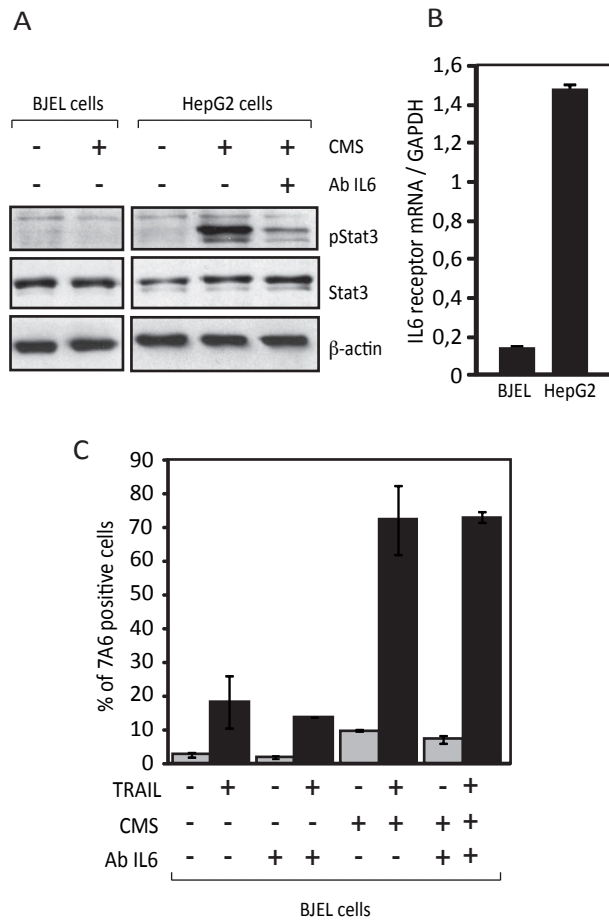 A
BJEL cells HepG2 cells
- + - + + CMS
- - - - + Ab IL6
pStat3
Stat3
β-actin
B
IL6 receptor mRNA / GAPDH
1,6
1,4
1,2
1
0,8
0,6
0,4
0,2
0
BJEL HepG2
C
% of 7A6 positive cells
90
80
70
60
50
40
30
20
10
0
TRAIL - + - + - + - +
CMS - - - - + + + +
Ab IL6 - - + + - - + +
BJEL cells